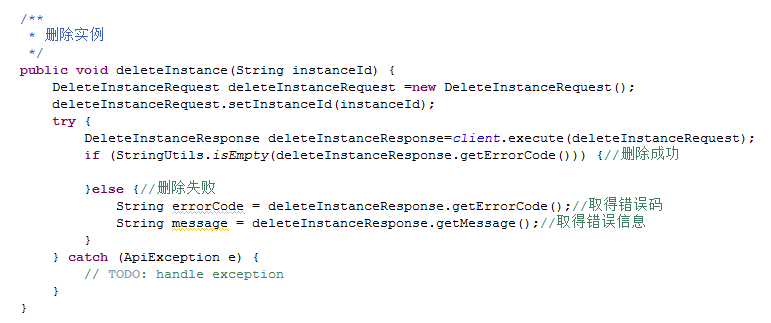 /**
 * 删除实例
 */
public void deleteInstance(String instanceId) {
    DeleteInstanceRequest deleteInstanceRequest =new DeleteInstanceRequest();
    deleteInstanceRequest.setInstanceId(instanceId);
    try {
        DeleteInstanceResponse deleteInstanceResponse=client.execute(deleteInstanceRequest);
        if (StringUtils.isEmpty(deleteInstanceResponse.getErrorCode())) {//删除成功
        }else {//删除失败
            String errorCode = deleteInstanceResponse.getErrorCode();//取得错误码
            String message = deleteInstanceResponse.getMessage();//取得错误信息
        }
    } catch (ApiException e) {
        // TODO: handle exception
    }
}